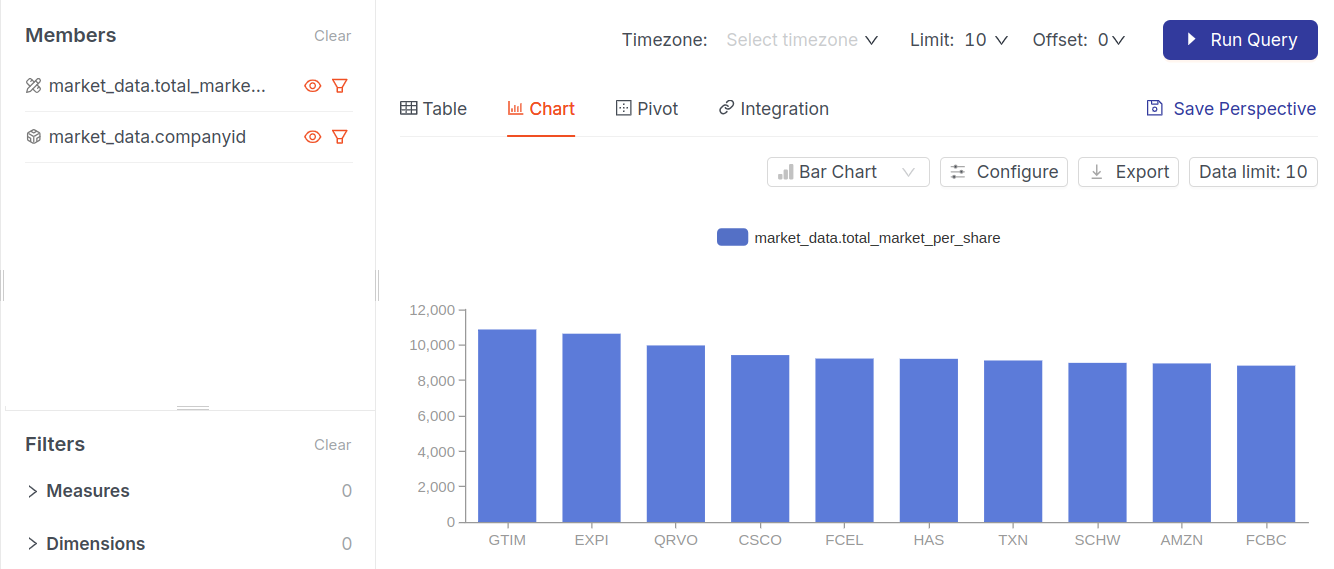 Members
Clear
market_data.total_marke...
market_data.companyid
Filters
Clear
Measures
0
Dimensions
0
Timezone: Select timezone Limit: 10 Offset: 0 Run Query
Table Chart Pivot Integration Save Perspective
Bar Chart Configure Export Data limit: 10
market_data.total_market_per_share
12,000
10,000
8,000
6,000
4,000
2,000
0
GTIM EXPI QRVO CSCO FCEL HAS TXN SCHW AMZN FCBC